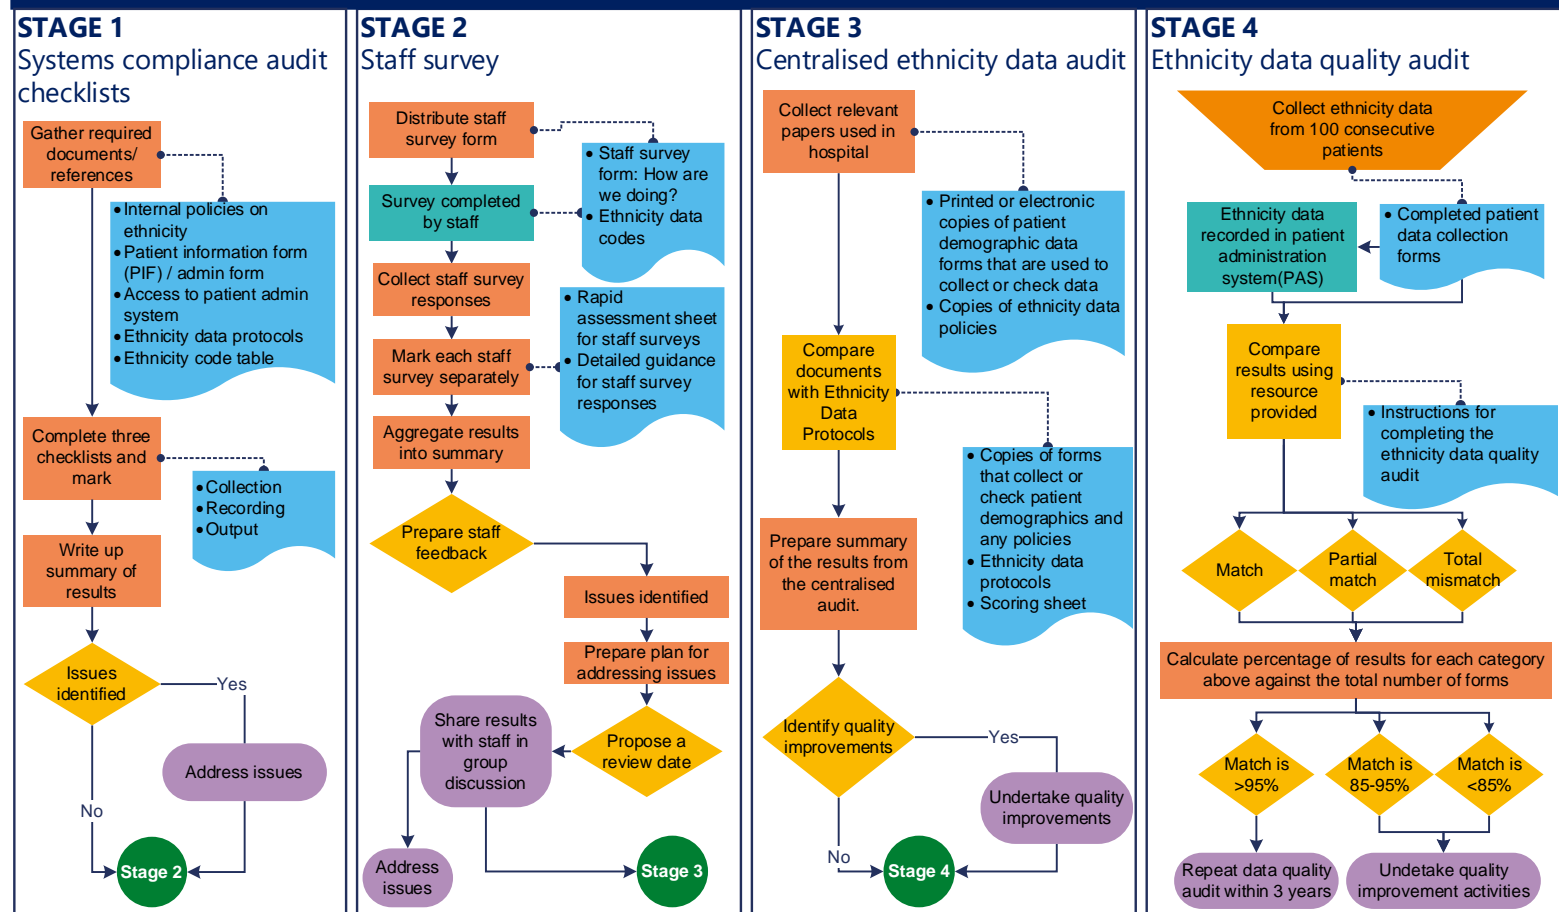 STAGE 1
Systems compliance audit
checklists
Gather required
documents/
references
• Internal policies on
ethnicity
• Patient information form
(PIF) / admin form
• Access to patient admin
system
• Ethnicity data protocols
• Ethnicity code table
Complete three
checklists and
mark
• Collection
• Recording
• Output
Write up
summary of
results
Issues
identified
Yes
Address issues
No
Stage 2
STAGE 2
Staff survey
Distribute staff
survey form
• Staff survey
form: How are
we doing?
• Ethnicity data
codes
Survey completed
by staff
Collect staff survey
responses
• Rapid
assessment sheet
for staff surveys
• Detailed guidance
for staff survey
responses
Mark each staff
survey separately
Aggregate results
into summary
Prepare staff
feedback
Issues identified
Prepare plan for
addressing issues
Propose a
review date
Share results
with staff in
group
discussion
Address
issues
Stage 3
STAGE 3
Centralised ethnicity data audit
Collect relevant
papers used in
hospital
• Printed or electronic
copies of patient
demographic data
forms that are used to
collect or check data
• Copies of ethnicity data
policies
Compare
documents
with Ethnicity
Data
Protocols
• Copies of forms
that collect or
check patient
demographics and
any policies
• Ethnicity data
protocols
• Scoring sheet
Prepare summary
of the results from
the centralised
audit.
Identify quality
improvements
Yes
Undertake quality
improvements
No
Stage 4
STAGE 4
Ethnicity data quality audit
Collect ethnicity data
from 100 consecutive
patients
Ethnicity data
recorded in patient
administration
system(PAS)
• Completed patient
data collection
forms
Compare
results using
resource
provided
• Instructions for
completing the
ethnicity data quality
audit
Match
Partial
match
Total
mismatch
Calculate percentage of results for each category
above against the total number of forms
Match is
>95%
Match is
85-95%
Match is
<85%
Repeat data quality
audit within 3 years
Undetake quality
improvement activities